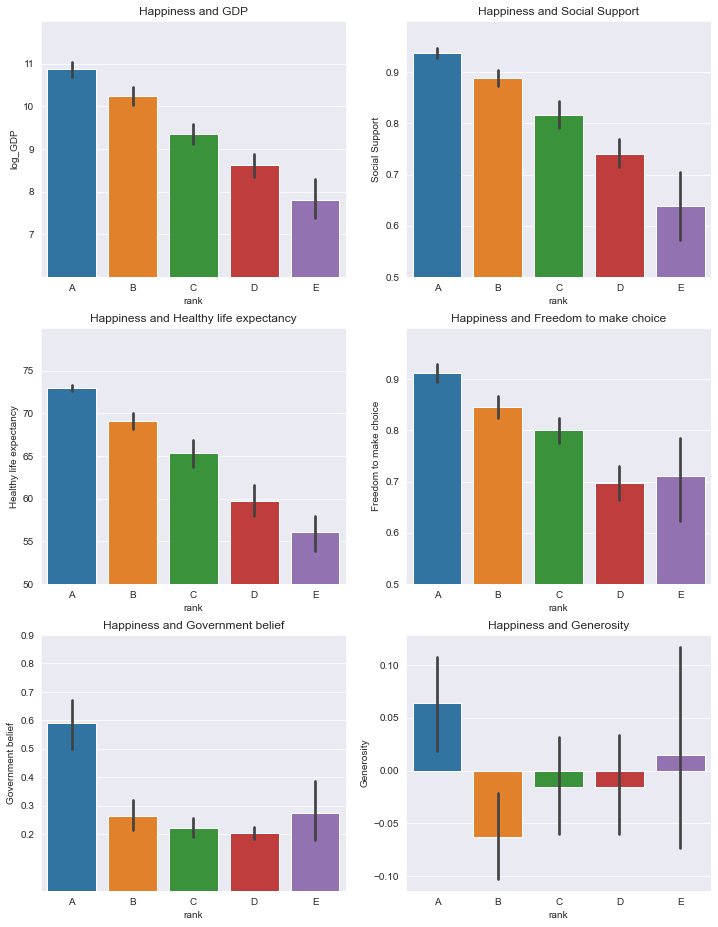 Happiness and GDP
log_GDP
11
10
9
8
7
A B C D E
rank
Happiness and Social Support
Social Support
0.9
0.8
0.7
0.6
0.5
A B C D E
rank
Happiness and Healthy life expectancy
Healthy life expectancy
75
70
65
60
55
50
A B C D E
rank
Happiness and Freedom to make choice
Freedom to make choice
0.9
0.8
0.7
0.6
0.5
A B C D E
rank
Happiness and Government belief
Government belief
0.9
0.8
0.7
0.6
0.5
0.4
0.3
0.2
A B C D E
rank
Happiness and Generosity
Generosity
0.10
0.05
0.00
−0.05
−0.10
A B C D E
rank